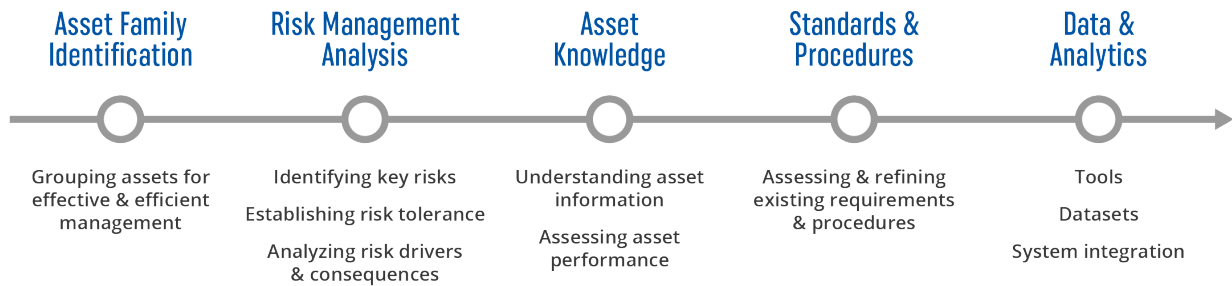 Asset Family
Identification
Risk Management
Analysis
Asset
Knowledge
Standards &
Procedures
Data &
Analytics
Grouping assets for
effective & efficient
management
Identifying key risks
Establishing risk tolerance
Analyzing risk drivers
& consequences
Understanding asset
information
Assessing asset
performance
Assessing & refining
existing requirements
& procedures
Tools
Datasets
System integration